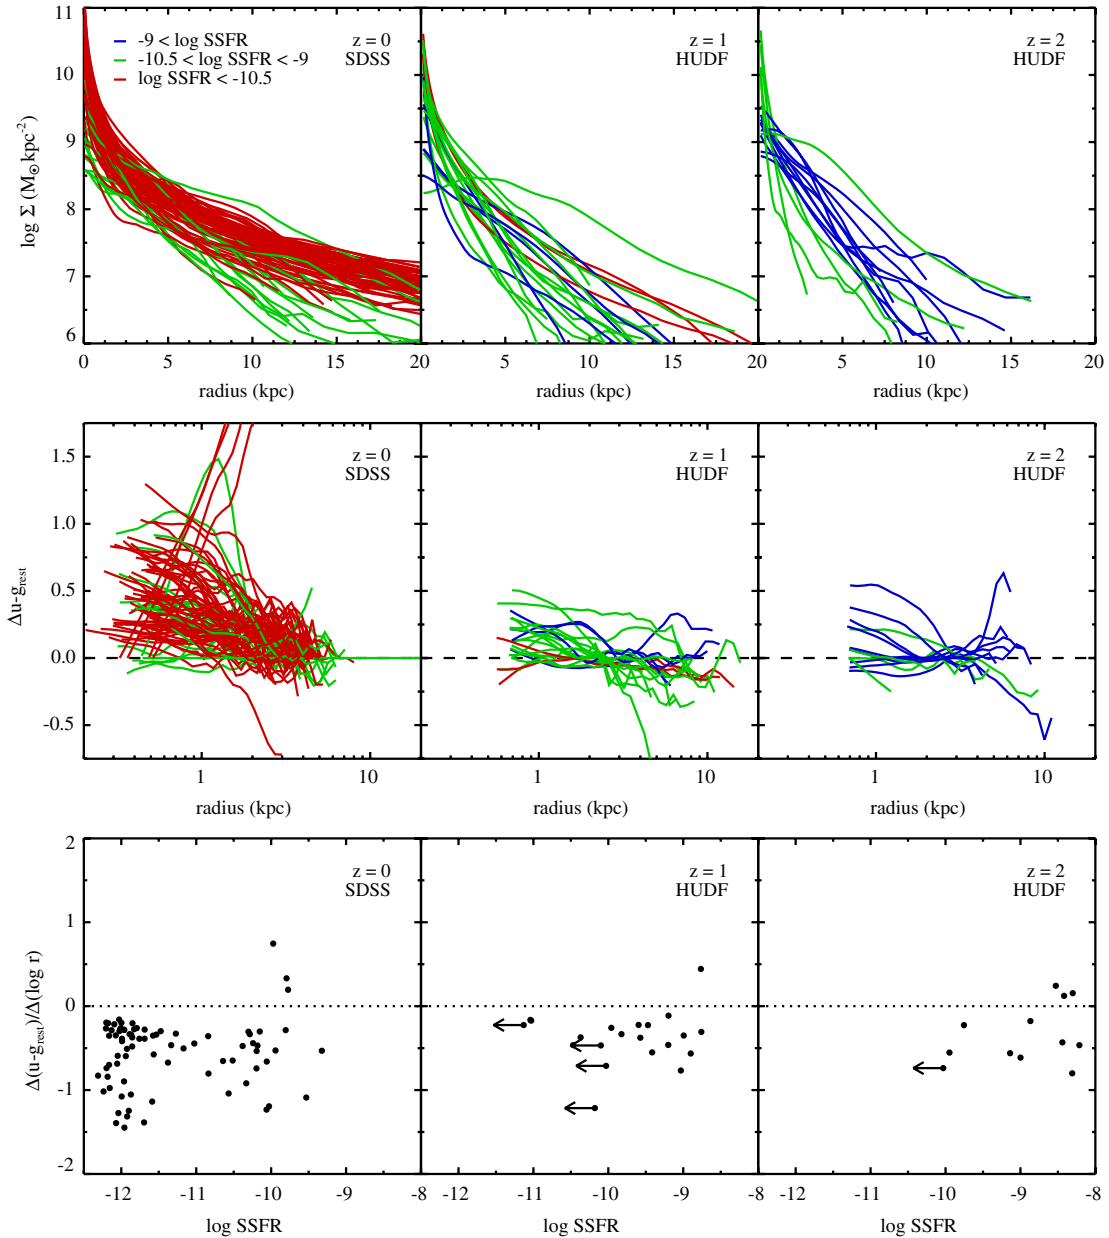 11
10
9
8
7
6
log Σ (M☉kpc-2)
-9 < log SSFR
-10.5 < log SSFR < -9
log SSFR < -10.5
z = 0
SDSS
z = 1
HUDF
z = 2
HUDF
0 5 10 15 20 5 10 15 20 5 10 15 20
radius (kpc) radius (kpc) radius (kpc)
1.5
1.0
0.5
0.0
-0.5
Δu-grest
z = 0
SDSS
z = 1
HUDF
z = 2
HUDF
1 10 1 10 1 10
radius (kpc) radius (kpc) radius (kpc)
2
1
0
-1
-2
Δ(u-grest)/Δ(log r)
z = 0
SDSS
z = 1
HUDF
z = 2
HUDF
-12 -11 -10 -9 -8 -12 -11 -10 -9 -8 -12 -11 -10 -9 -8
log SSFR log SSFR log SSFR